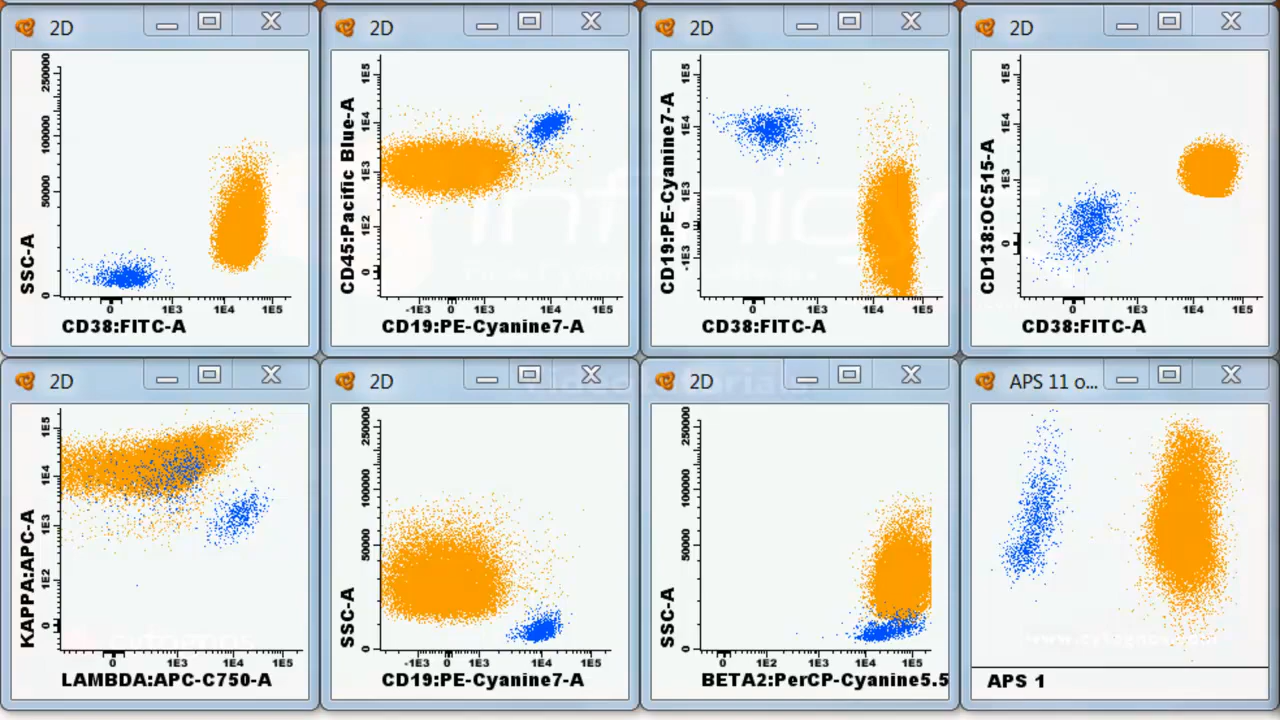 2D
2D
2D
2D
250000
100000
50000
0
SSC-A
0 1E3 1E4 1E5
CD38:FITC-A
1E5
1E4
1E3
1E2
0
CD45:Pacific Blue-A
-1E3 0 1E3 1E4 1E5
CD19:PE-Cyanine7-A
1E5
1E4
1E3
0
-1E3
CD19:PE-Cyanine7-A
0 1E3 1E4 1E5
CD38:FITC-A
1E5
1E4
1E3
0
CD138:OC515-A
0 1E3 1E4 1E5
CD38:FITC-A
2D
2D
2D
APS 11 o...
1E5
1E4
1E3
1E2
0
KAPPA:APC-A
0 1E3 1E4 1E5
LAMBDA:APC-C750-A
250000
100000
50000
0
SSC-A
-1E3 0 1E3 1E4 1E5
CD19:PE-Cyanine7-A
250000
100000
50000
0
SSC-A
0 1E2 1E3 1E4 1E5
BETA2:PerCP-Cyanine5.5
APS 1